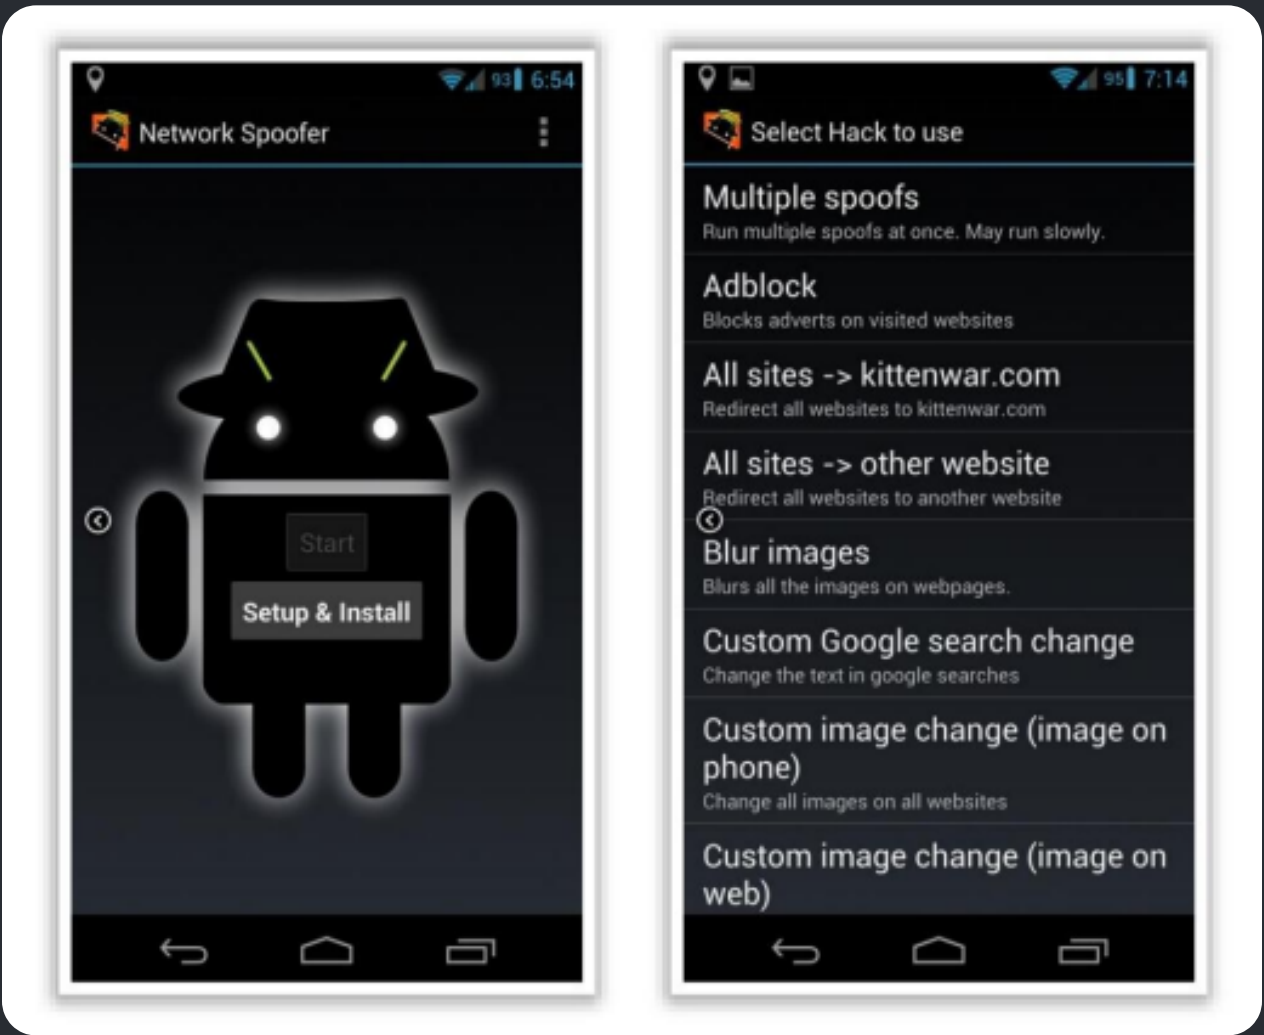 93 6:54
Network Spoofer
Start
Setup & Install
95 7:14
Select Hack to use
Multiple spoofs
Run multiple spoofs at once. May run slowly.
Adblock
Blocks adverts on visited websites
All sites -> kittenwar.com
Redirect all websites to kittenwar.com
All sites -> other website
Redirect all websites to another website
Blur images
Blurs all the images on webpages.
Custom Google search change
Change the text in google searches
Custom image change (image on
phone)
Change all images on all websites
Custom image change (image on
web)